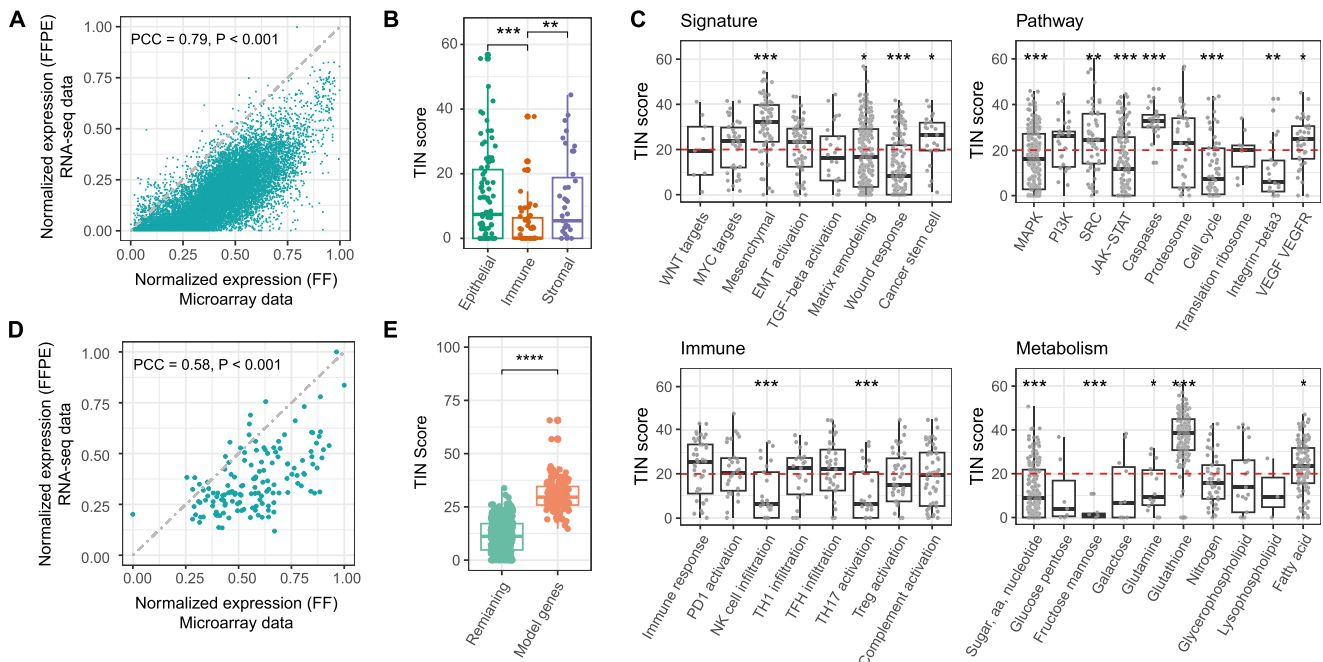 A
Normalized expression (FFPE)
RNA-seq data
1.00
0.75
0.50
0.25
0.00
PCC = 0.79, P < 0.001
0.00 0.25 0.50 0.75 1.00
Normalized expression (FF)
Microarray data
B
TIN score
60
40
20
0
*** **
Epithelial
Immune
Stromal
C
Signature
TIN score
60
40
20
0
*** * *** *
WNT targets
MYC targets
Mesenchymal
EMT activation
TGF-beta activation
Matrix remodeling
Wound response
Cancer stem cell
Pathway
TIN score
60
40
20
0
*** ** *** *** *** ** *
MAPK
PI3K
SRC
JAK-STAT
Caspases
Proteosome
Cell cycle
Translation ribosome
Integrin-beta3
VEGF VEGFR
D
Normalized expression (FFPE)
RNA-seq data
1.00
0.75
0.50
0.25
0.00
PCC = 0.58, P < 0.001
0.00 0.25 0.50 0.75 1.00
Normalized expression (FF)
Microarray data
E
TIN Score
100
75
50
25
0
****
Remianing
Model genes
Immune
TIN score
60
40
20
0
*** ***
Immune response
PD1 activation
NK cell infiltration
TH1 infiltration
TFH infiltration
TH17 activation
Treg activation
Complement activation
Metabolism
TIN score
60
40
20
0
*** *** * *** *
Sugar, aa, nucleotide
Glucose pentose
Fructose mannose
Galactose
Glutamine
Glutathione
Nitrogen
Glycerophospholipid
Lysophospholipid
Fatty acid